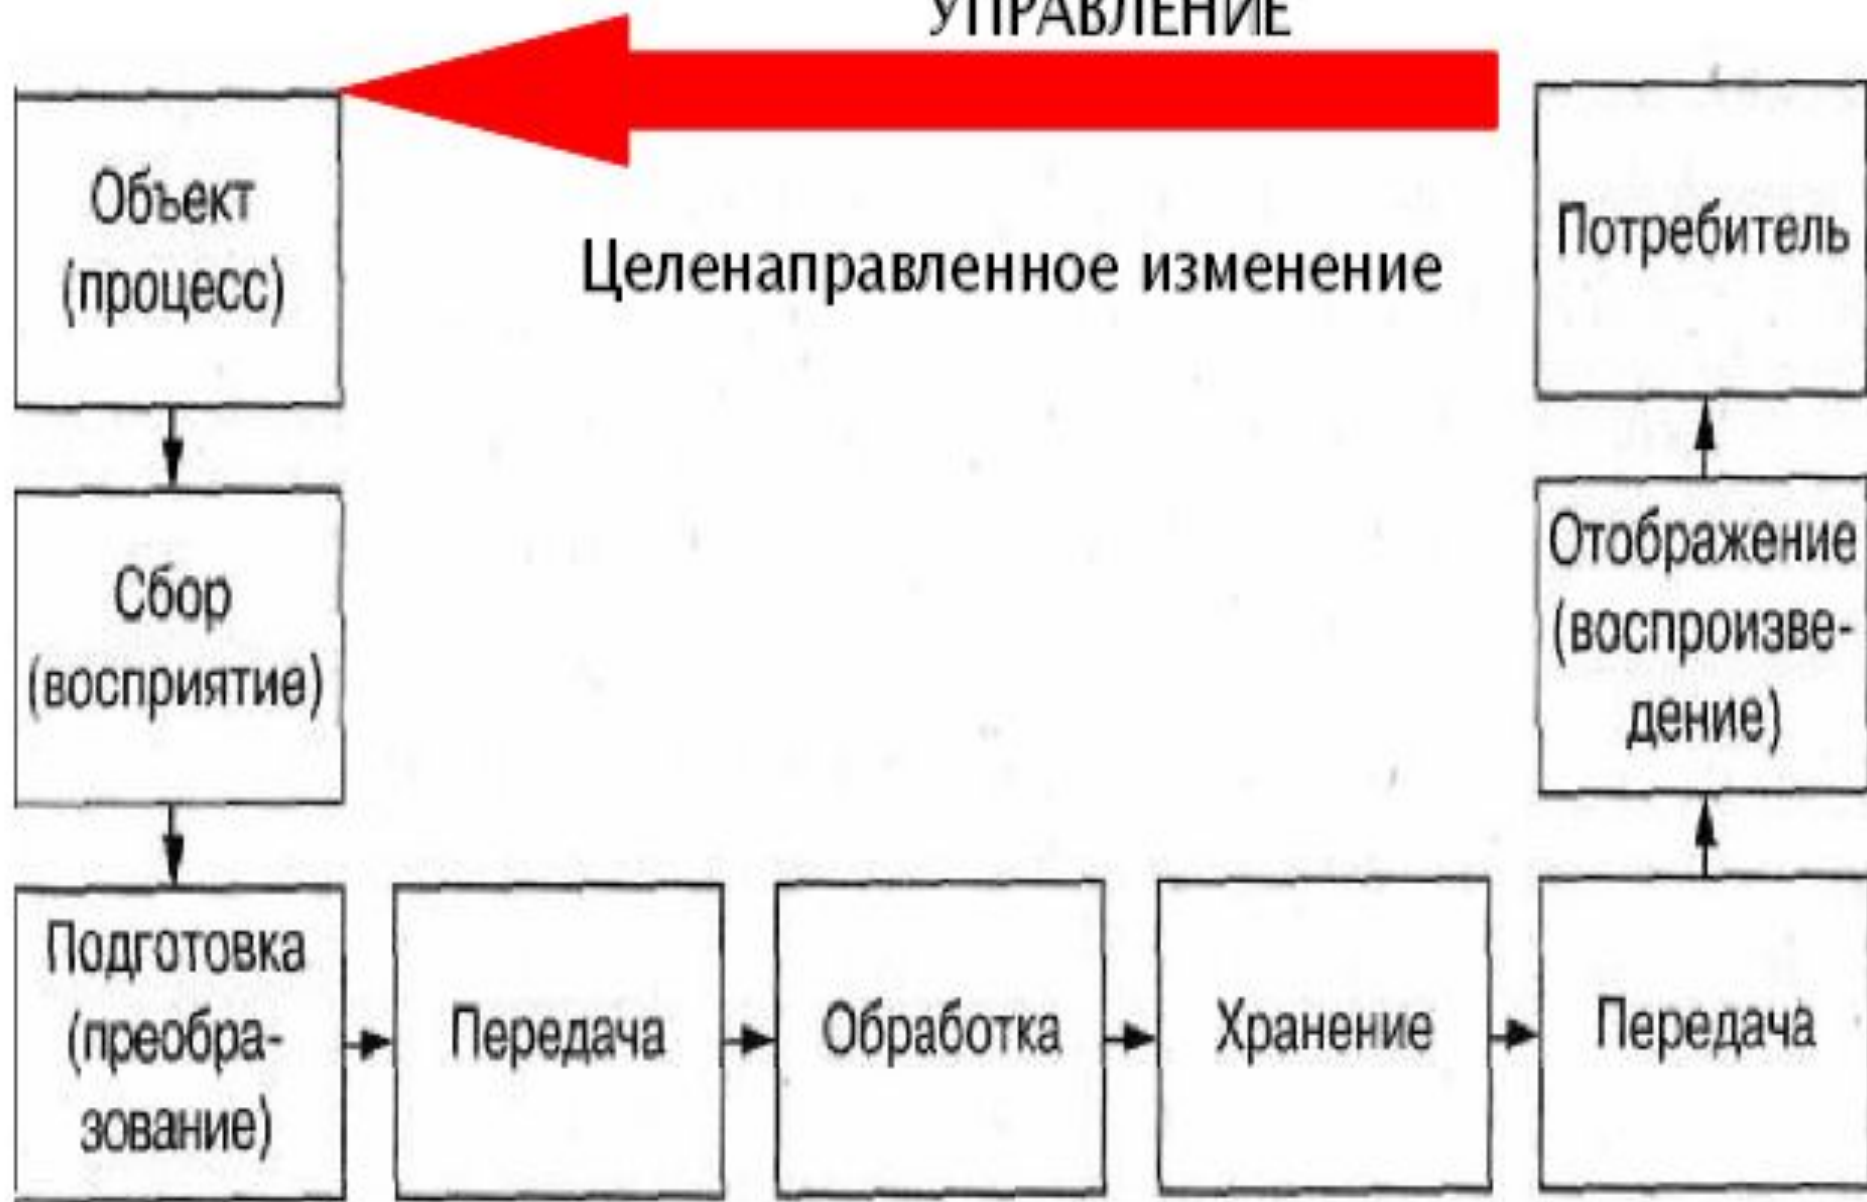 УПРАВЛЕНИЕ
Объект
(процесс)
Целенаправленное изменение
Потребитель
Сбор
(восприятие)
Отображение
(воспроизве-
дение)
Подготовка
(преобра-
зование)
Передача
Обработка
Хранение
Передача